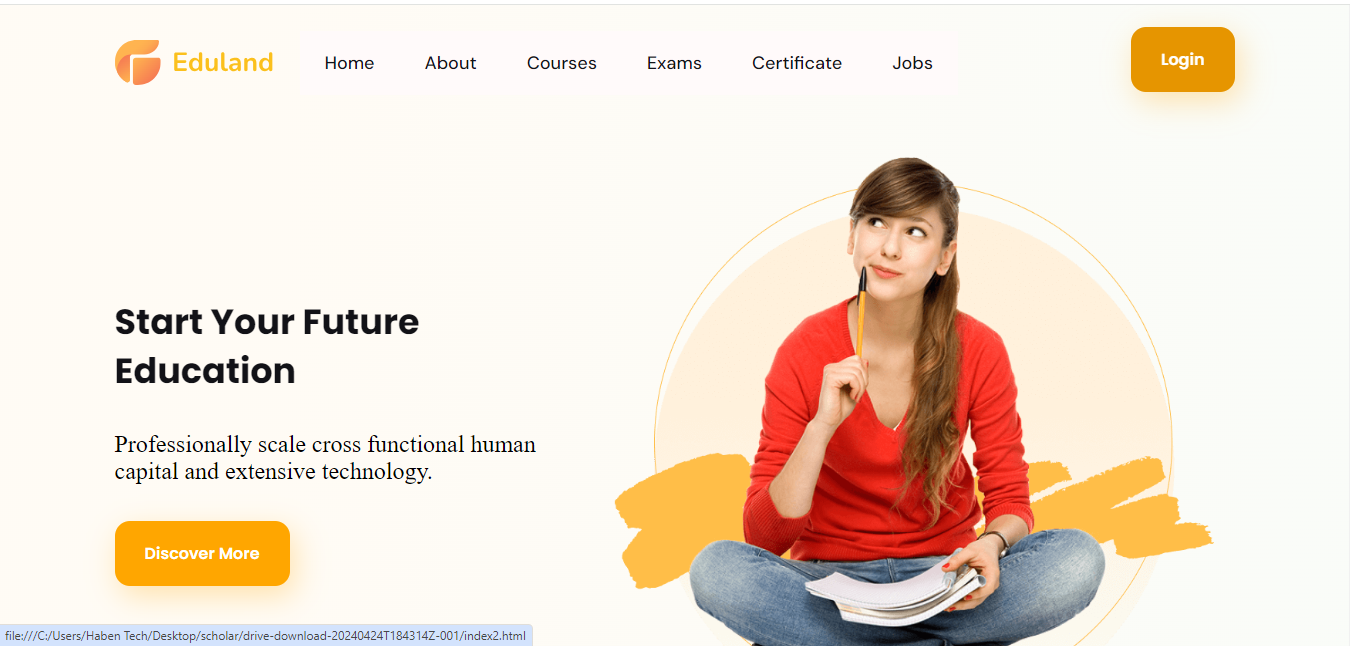 Eduland
Home About Courses Exams Certificate Jobs
Login
Start Your Future
Education
Professionally scale cross functional human
capital and extensive technology.
Discover More
file:///C:/Users/Haben Tech/Desktop/scholar/drive-download-20240424T184314Z-001/index2.html